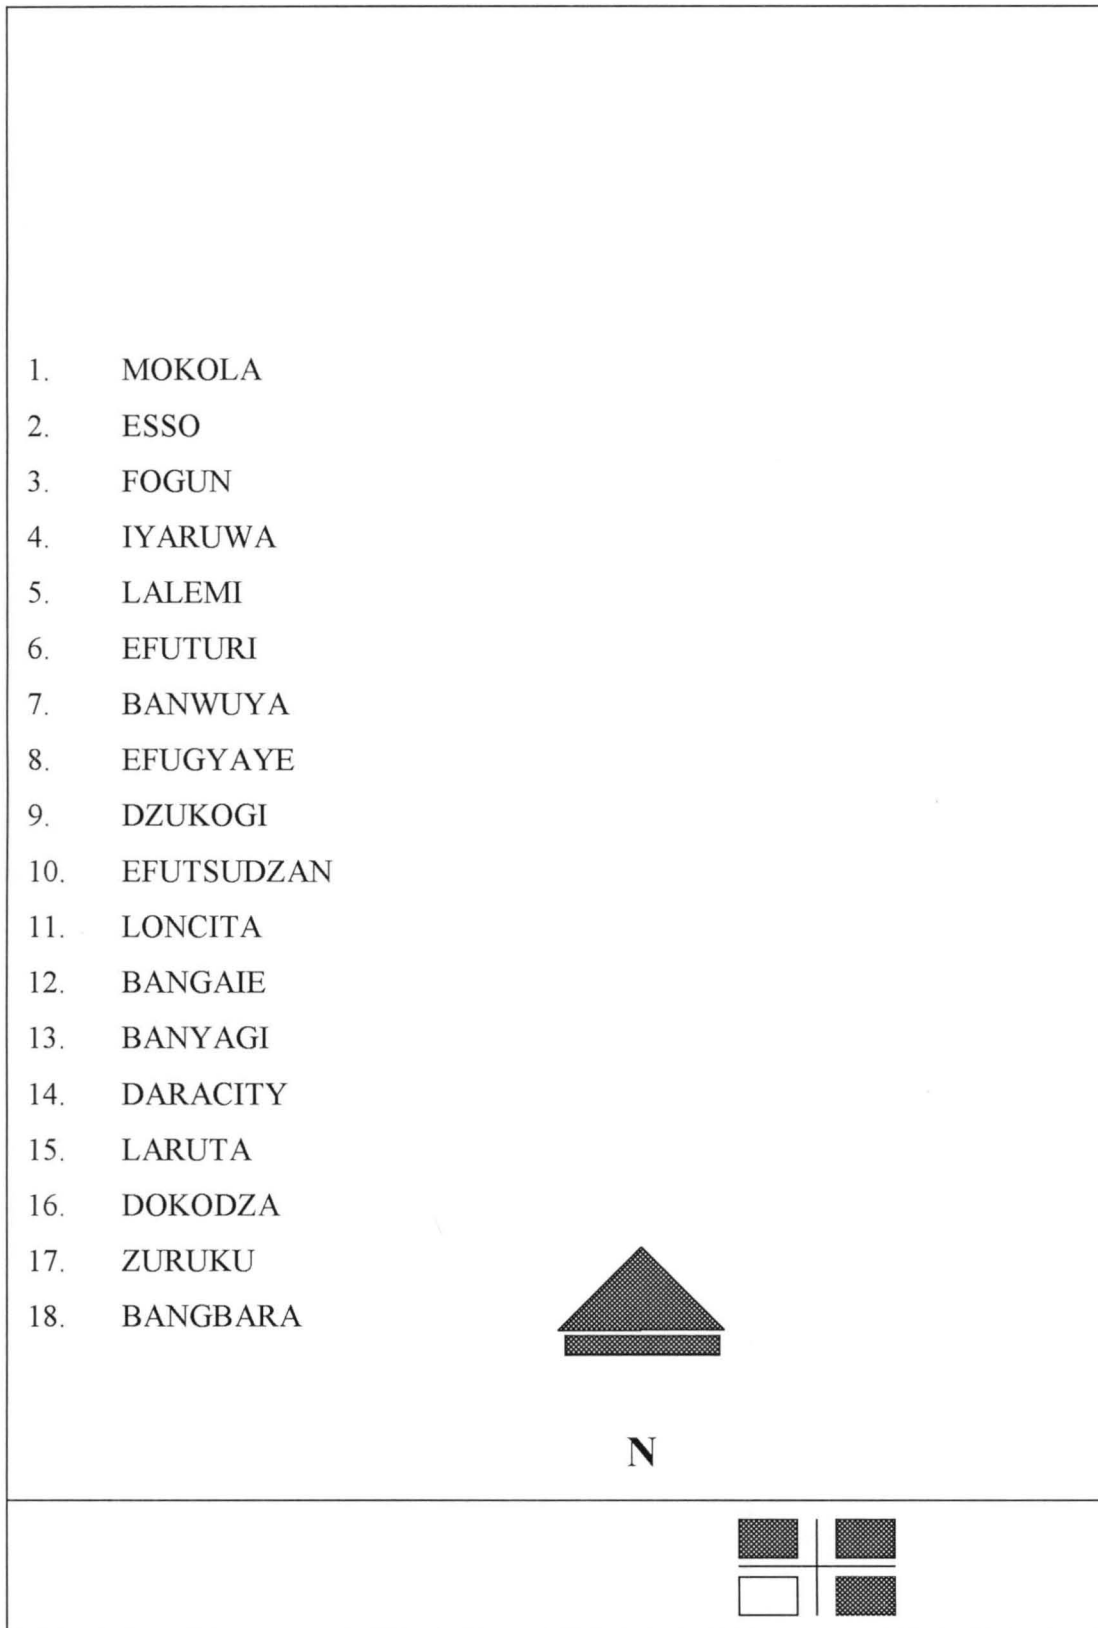 1. MOKOLA
2. ESSO
3. FOGUN
4. IYARUWA
5. LALEMI
6. EFUTURI
7. BANWUYA
8. EFUGYAYE
9. DZUKOGI
10. EFUTSUDZAN
11. LONCITA
12. BANGAIE
13. BANYAGI
14. DARACITY
15. LARUTA
16. DOKODZA
17. ZURUKU
18. BANGBARA
N